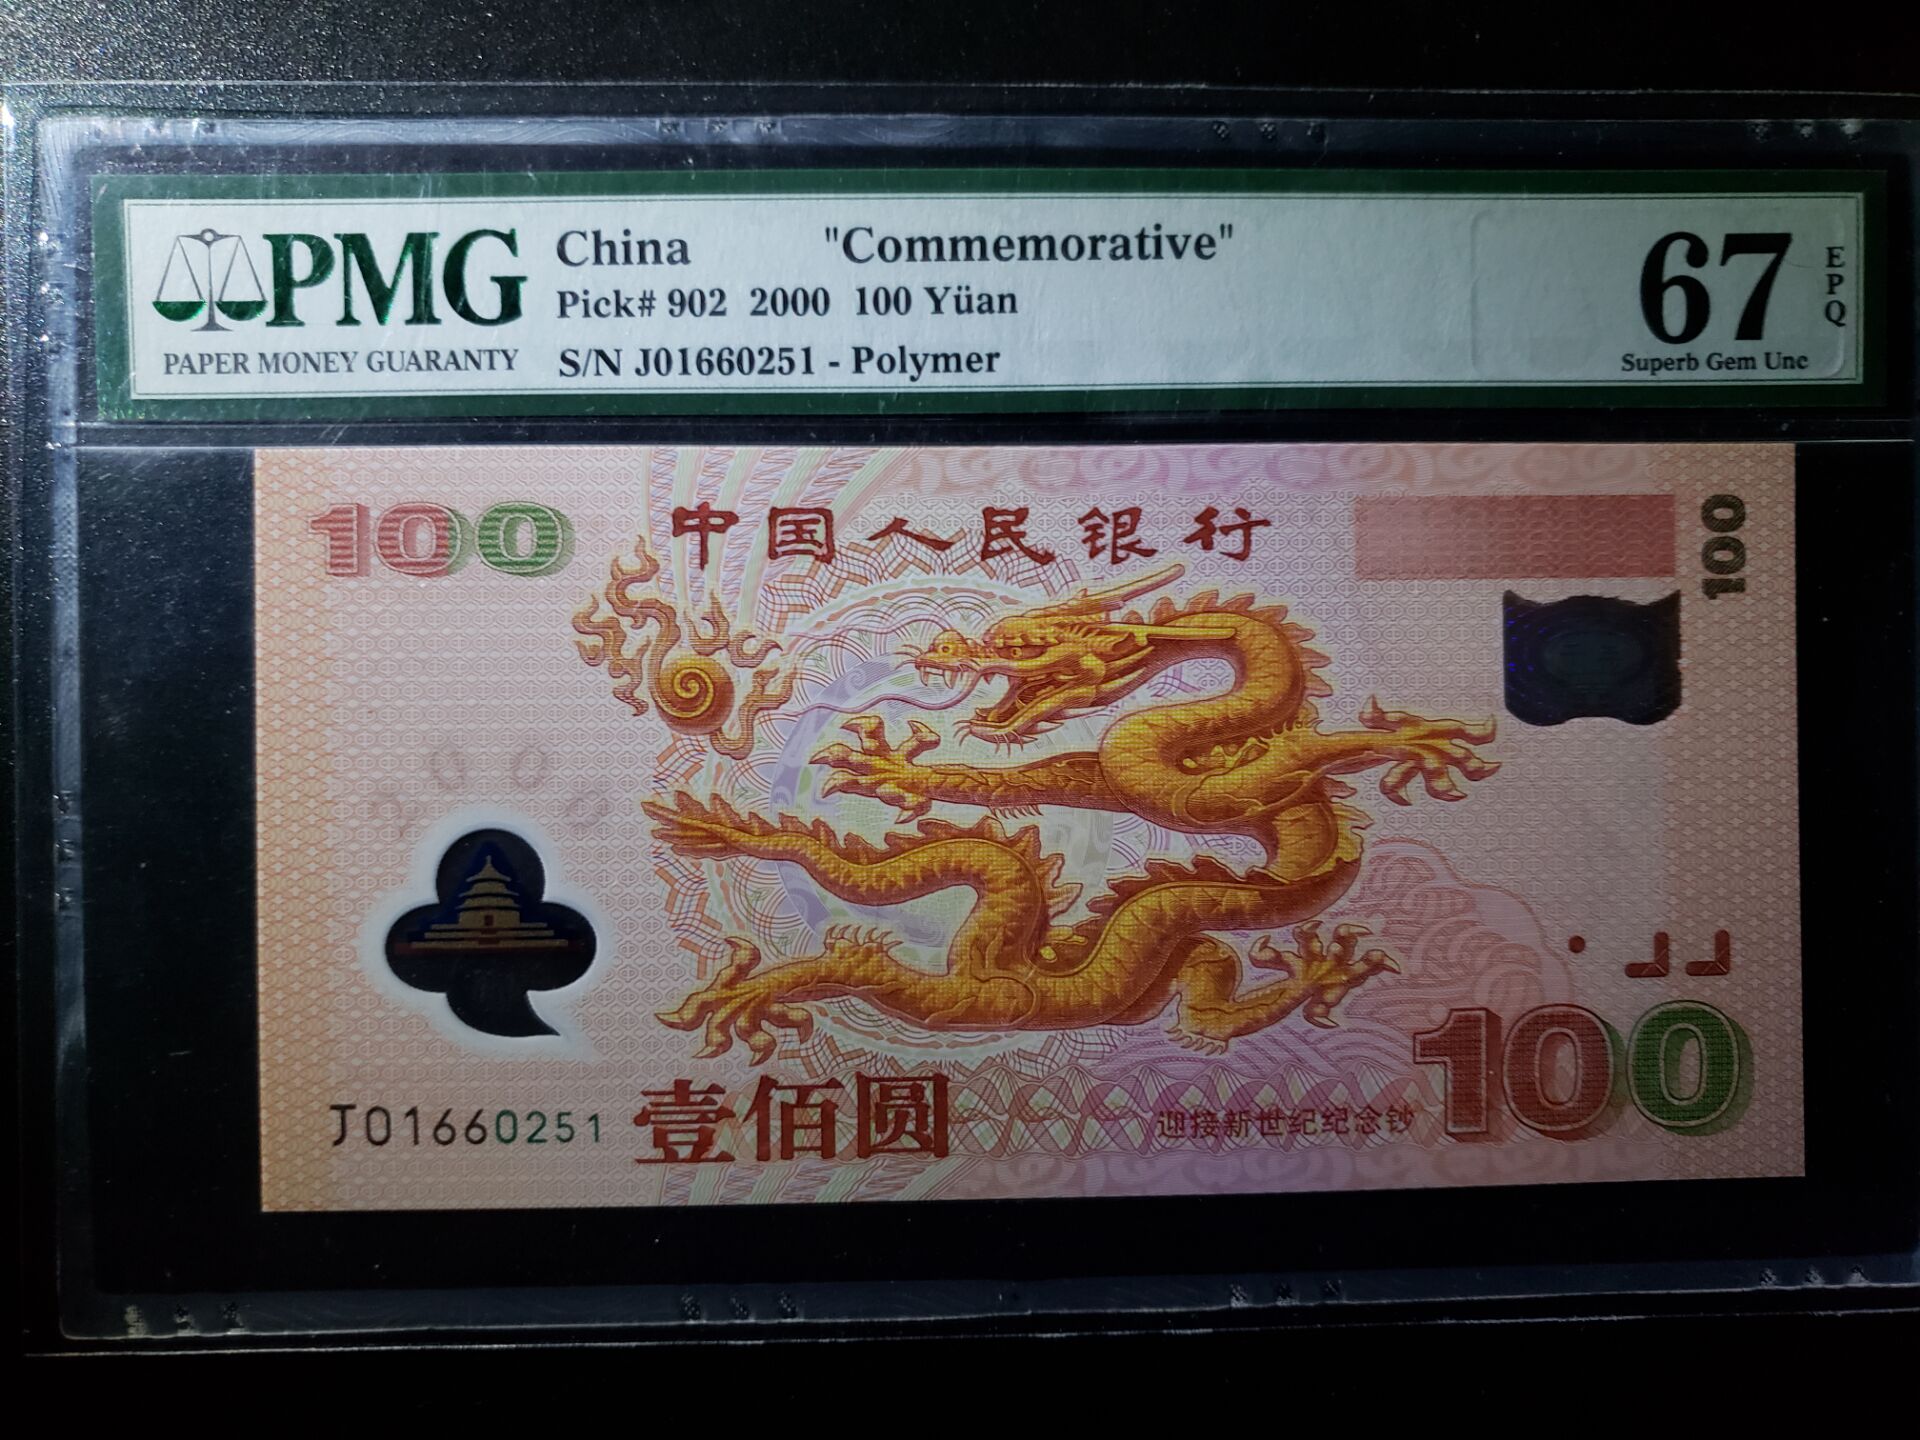 PMG
PAPER MONEY GUARANTY
China "Commemorative"
Pick# 902 2000 100 Yüan
S/N J01660251 - Polymer
67
EPQ
Superb Gem Unc
100
中国人民银行
100
2000
J01660251
壹佰圆
迎接新世纪纪念钞
100